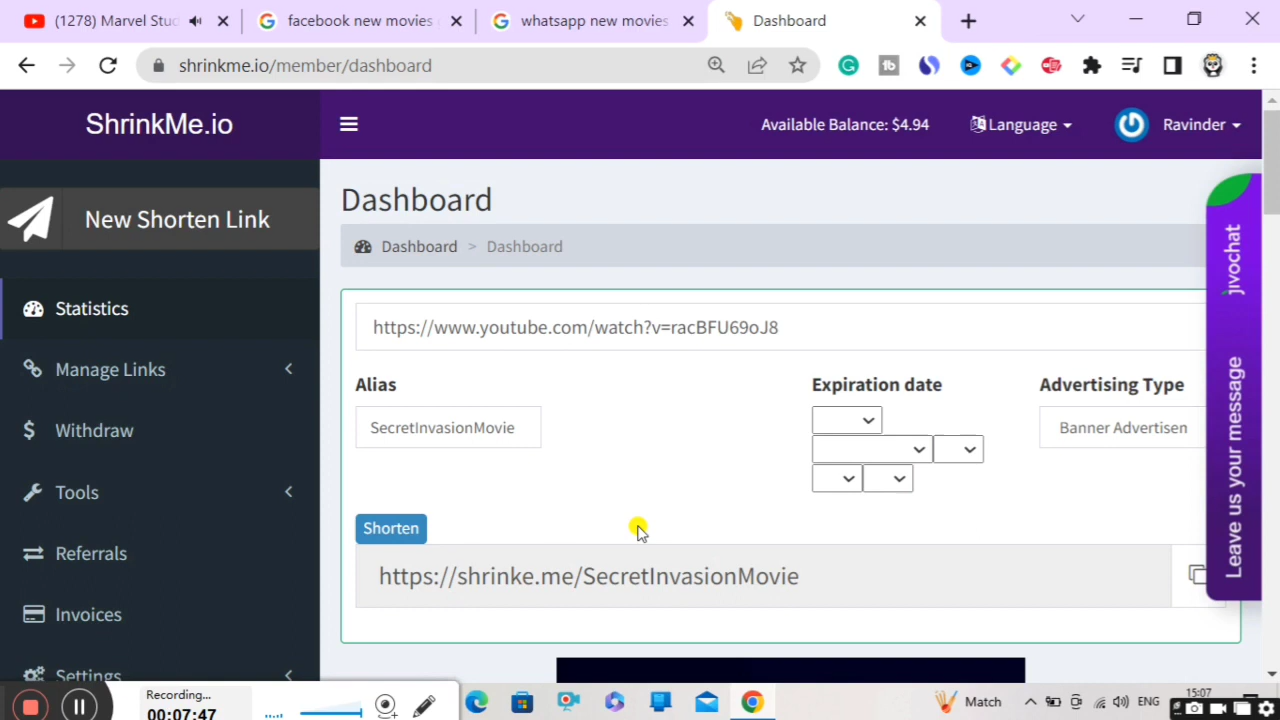 (1278) Marvel Stud
facebook new movies
whatsapp new movies
Dashboard
shrinkme.io/member/dashboard
ShrinkMe.io
Available Balance: $4.94
Language
Ravinder
New Shorten Link
Dashboard
Dashboard > Dashboard
Statistics
https://www.youtube.com/watch?v=racBFU69oJ8
Manage Links
Alias
Expiration date
Advertising Type
SecretInvasionMovie
Banner Advertisen
Withdraw
Tools
Shorten
Referrals
https://shrinke.me/SecretInvasionMovie
Invoices
Settings
jivochat
Leave us your message
Recording...
00:07:47
Match
ENG
15:07